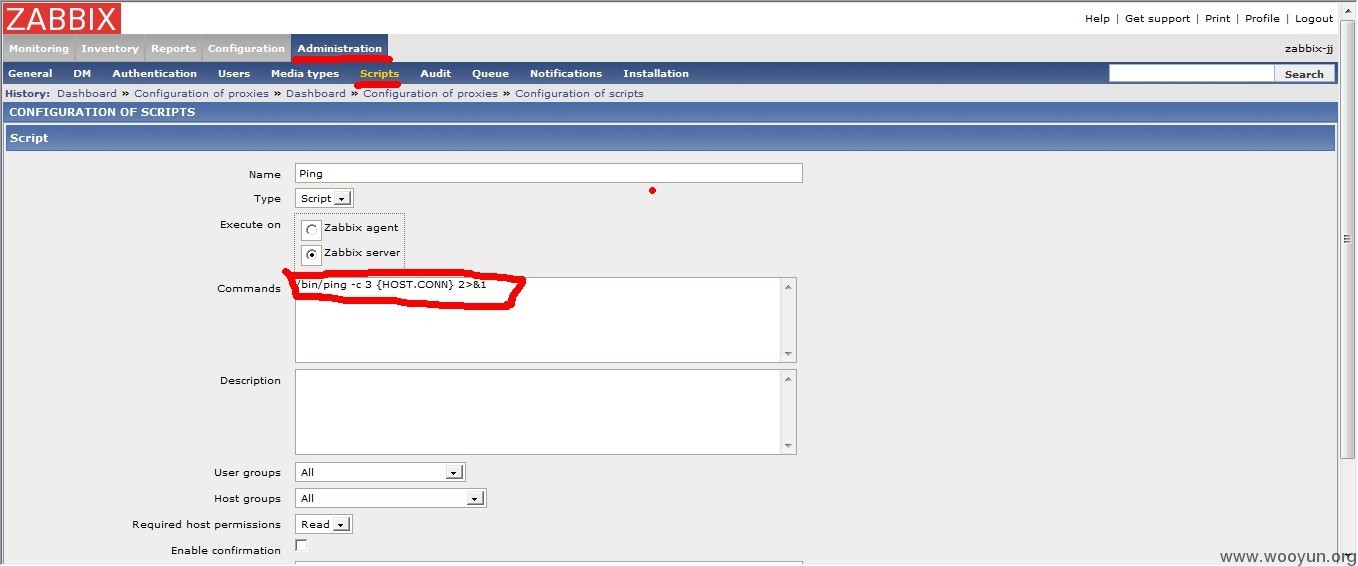 ZABBIX
Help | Get support | Print | Profile | Logout
Monitoring Inventory Reports Configuration Administration zabbix-jj
General DM Authentication Users Media types Scripts Audit Queue Notifications Installation Search
History: Dashboard » Configuration of proxies » Dashboard » Configuration of proxies » Configuration of scripts
CONFIGURATION OF SCRIPTS
Script
Name Ping
Type Script
Execute on Zabbix agent
Zabbix server
Commands /bin/ping -c 3 {HOST.CONN} 2>&1
Description
User groups All
Host groups All
Required host permissions Read
Enable confirmation
www.wooyun.org